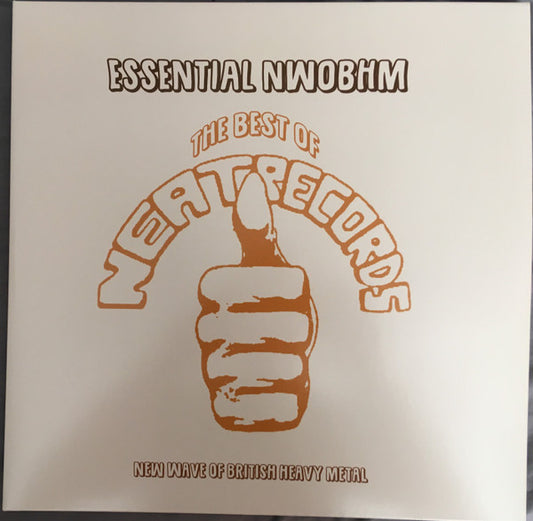 ESSENTIAL NWOBHM
THE BEST OF
NEAT RECORDS
NEW WAVE OF BRITISH HEAVY METAL